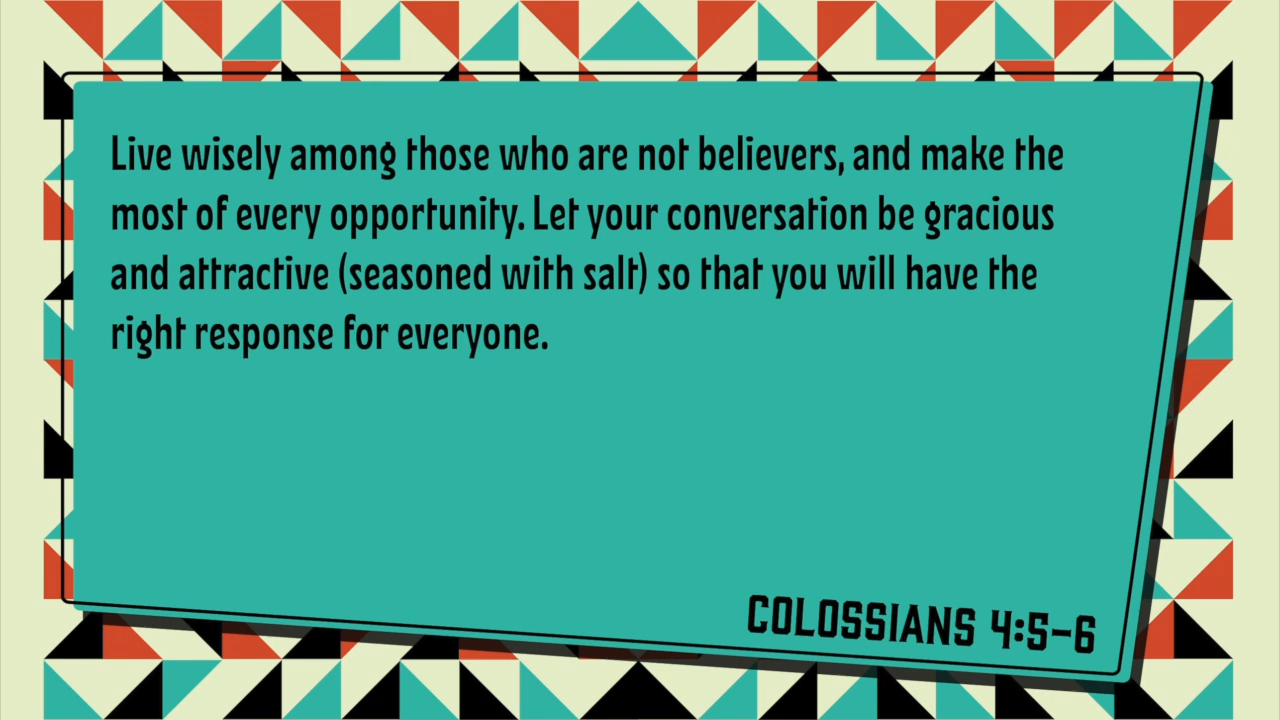 Live wisely among those who are not believers, and make the
most of every opportunity. Let your conversation be gracious
and attractive (seasoned with salt) so that you will have the
right response for everyone.
COLOSSIANS 4:5-6